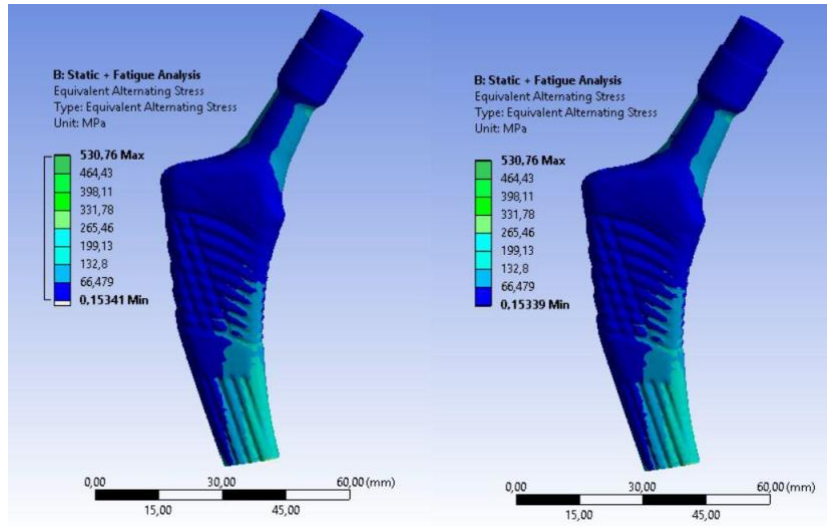 B: Static + Fatigue Analysis
Equivalent Alternating Stress
Type: Equivalent Alternating Stress
Unit: MPa
530,76 Max
464,43
398,11
331,78
265,46
199,13
132,8
66,479
0,15341 Min
0,00
30,00
60,00 (mm)
15,00
45,00
B: Static + Fatigue Analysis
Equivalent Alternating Stress
Type: Equivalent Alternating Stress
Unit: MPa
530,76 Max
464,43
398,11
331,78
265,46
199,13
132,8
66,479
0,15339 Min
0,00
30,00
60,00 (mm)
15,00
45,00